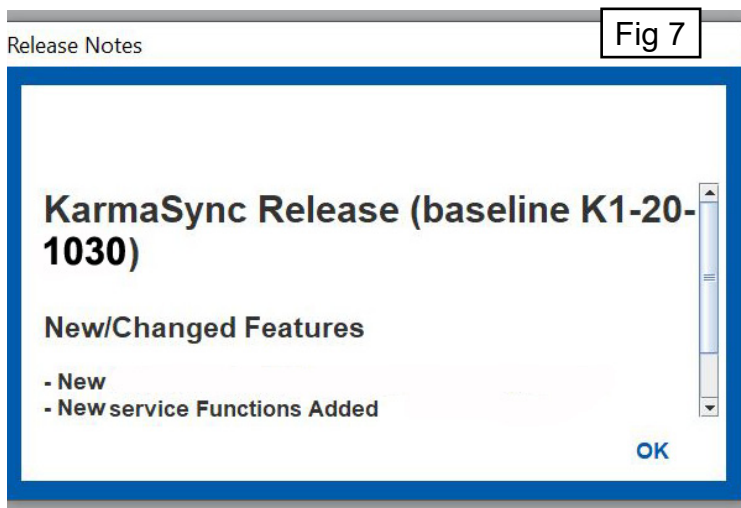 Fig 7
Release Notes
KarmaSync Release (baseline K1-20-
1030)
New/Changed Features
- New
- New service Functions Added
OK